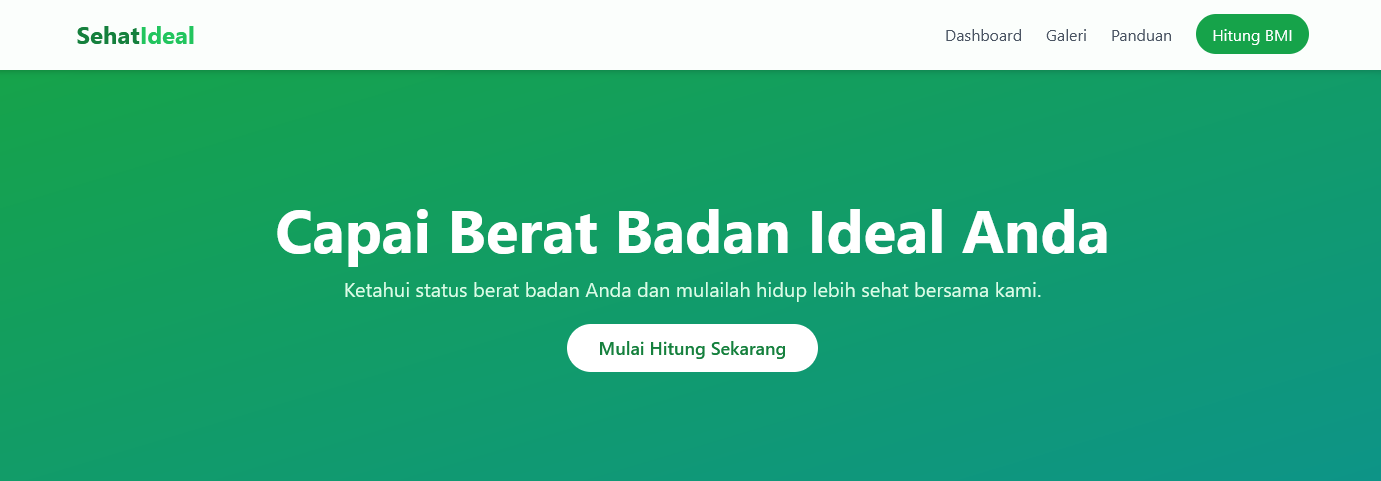 SehatIdeal
Dashboard Galeri Panduan Hitung BMI
Capai Berat Badan Ideal Anda
Ketahui status berat badan Anda dan mulailah hidup lebih sehat bersama kami.
Mulai Hitung Sekarang